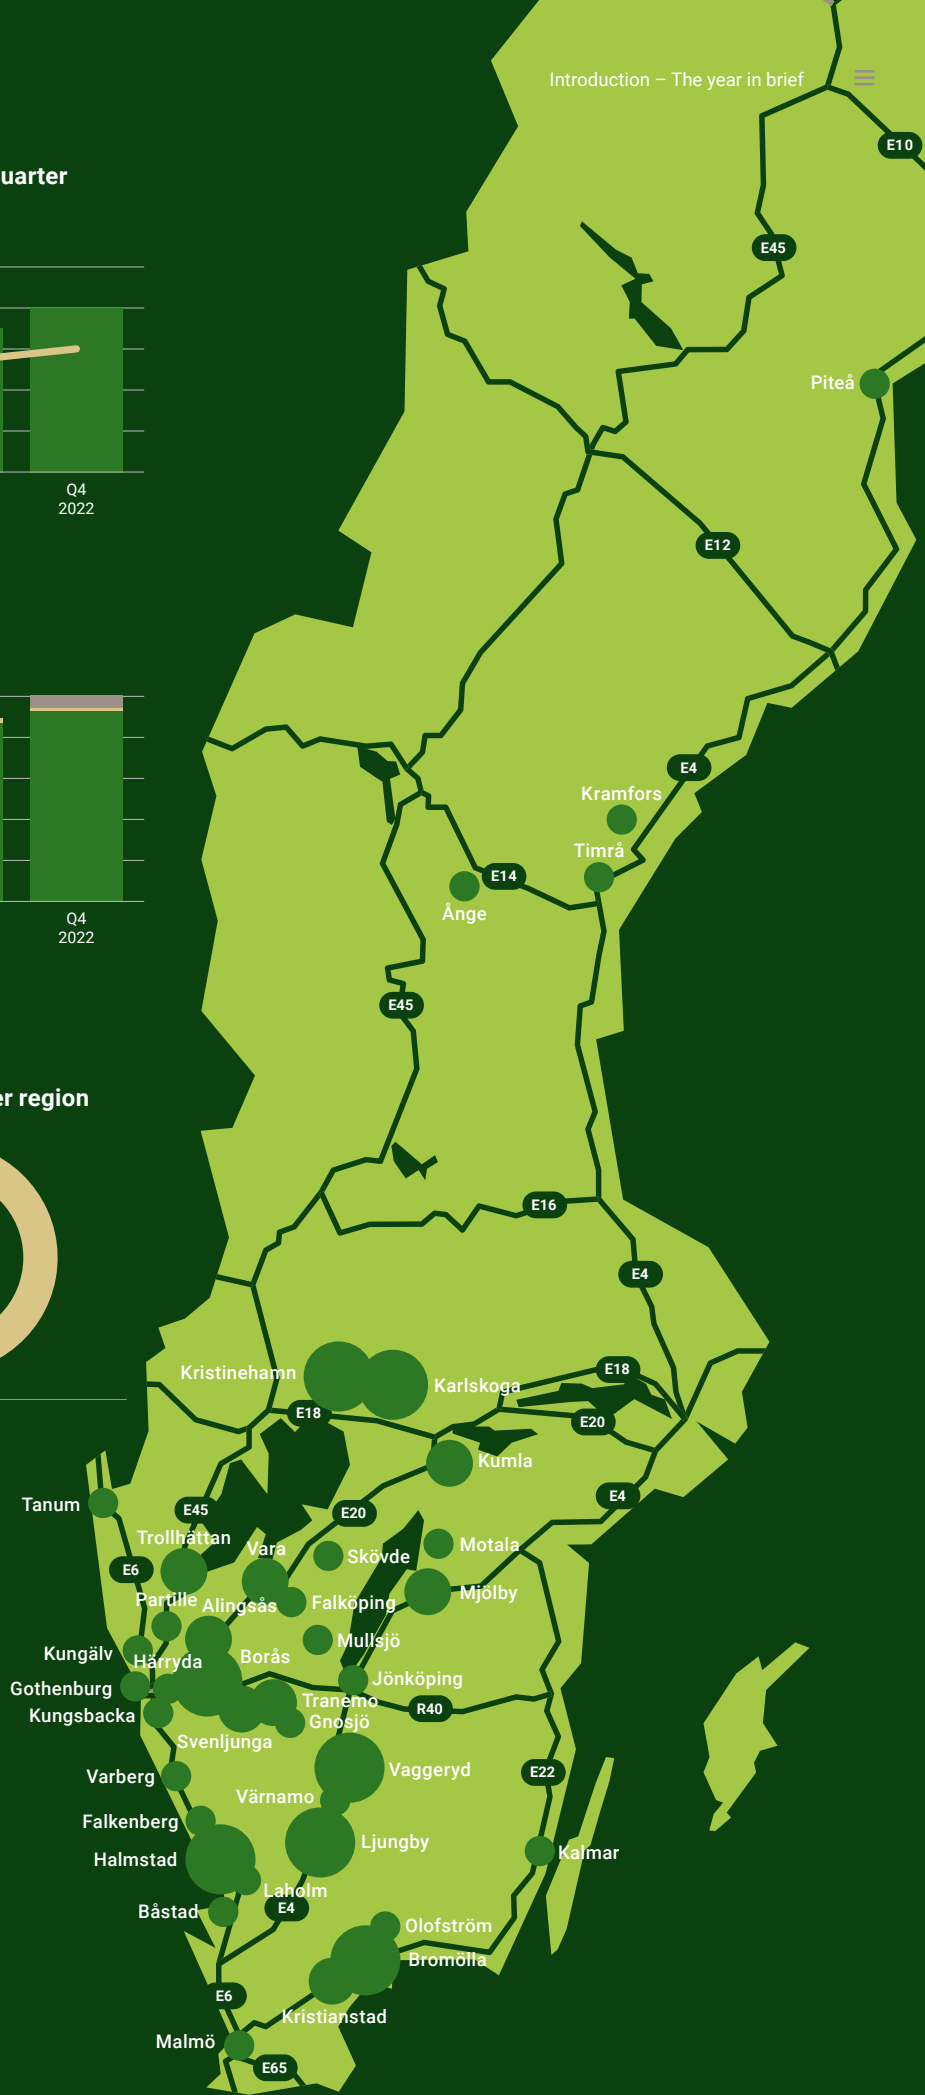 Introduction – The year in brief
E10
uarter
E45
Piteå
Q4
2022
E12
E4
Kramfors
Timrå
E14
Ånge
Q4
2022
E45
er region
E16
E4
E18
Kristinehamn
Karlskoga
E18
E20
Kumla
E4
Tanum
E45
E20
Trollhättan
Vara
Skövde
Motala
E6
Partille
Alingsås
Falköping
Mjölby
Mullsjö
Kungälv
Härryda
Borås
Jönköping
Gothenburg
Tranemo
R40
Kungsbacka
Gnosjö
Svenljunga
Varberg
Vaggeryd
E22
Värnamo
Falkenberg
Ljungby
Halmstad
Kalmar
Laholm
E4
Båstad
Olofström
Bromölla
E6
Kristianstad
Malmö
E65